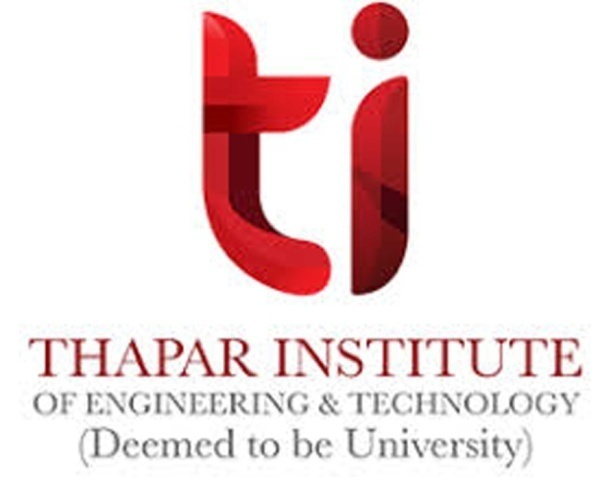 ti
THAPAR INSTITUTE
OF ENGINEERING & TECHNOLOGY
(Deemed to be University)